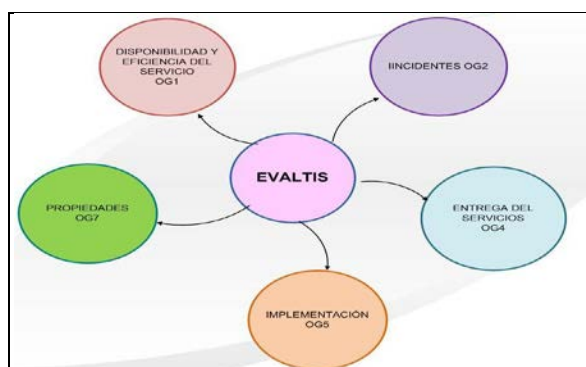 DISPONIBILIDAD Y
EFICIENCIA DEL
SERVICIO
OG1
IINCIDENTES OG2
EVALTIS
PROPIEDADES
OG7
ENTREGA DEL
SERVICIOS
OG4
IMPLEMENTACIÓN
OG5